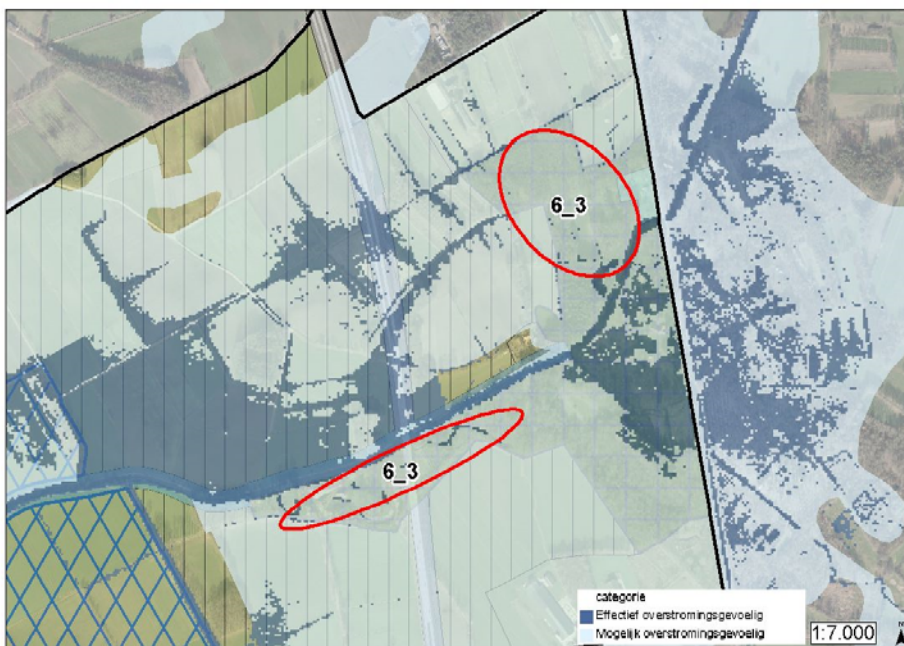 6_3
6_3
categorie
Effectief overstromingsgevoelig
Mogelijk overstromingsgevoelig
1:7.000
N